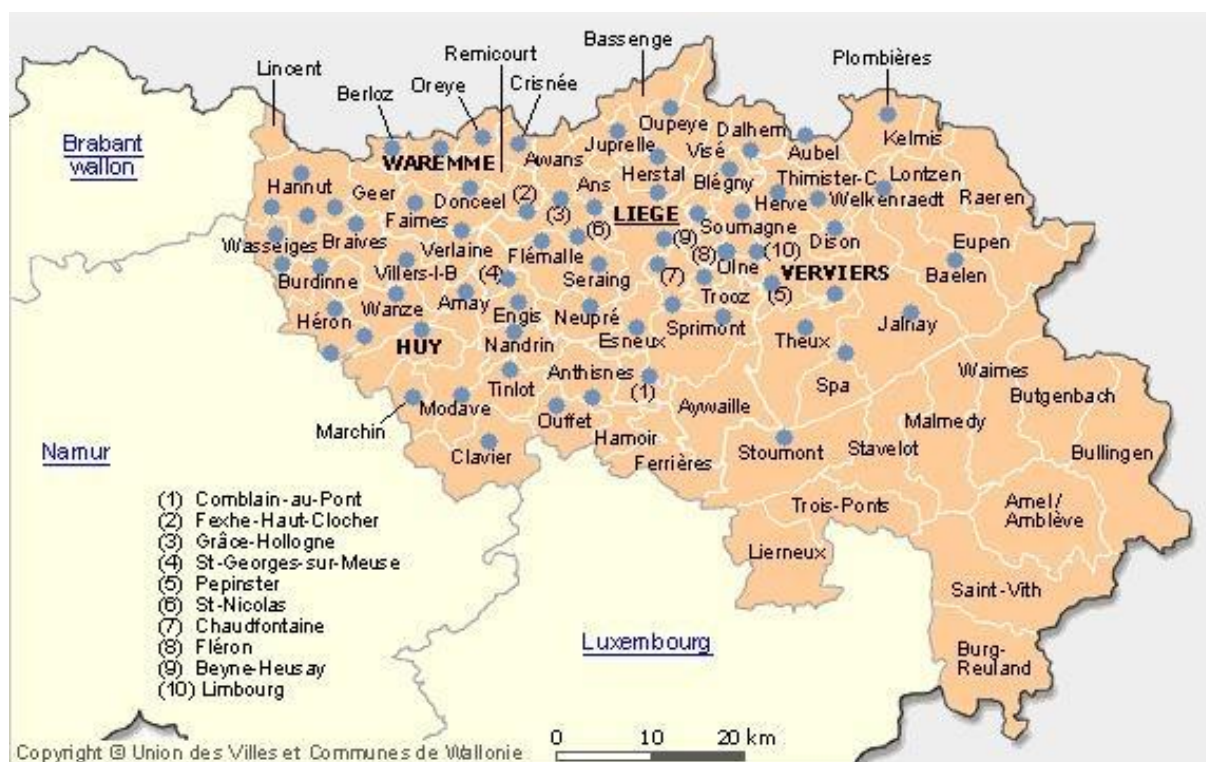 Bassenge
Remicourt
Plombières
Lincent
Oreye
Crisnée
Berloz
Oupeye
Dalhem
Kelmis
Brabant
wallon
Juprelle
Visé
Aubel
WAREMME
Awans
Herstal
Blégny
Thimister-C
Lontzen
Hannut
Geer
Donceel
(2)
Ans
Herve
Welkenraedt
Raeren
Faimes
(3)
LIEGE
Soumagne
Wasseiges
Braives
Verlaine
Flémalle
(6)
(9)
(8)
(10)
Dison
Eupen
Burdinne
Villers-l-B
(4)
Seraing
(7)
Olne
VERVIERS
Baelen
Wanze
Amay
Engis
Neupré
Trooz
(5)
Héron
Sprimont
Jalhay
HUY
Nandrin
Esneux
Theux
Tinlot
Anthisnes
(1)
Spa
Waimes
Marchin
Modave
Ouffet
Aywaille
Malmedy
Butgenbach
Namur
Clavier
Hamoir
Ferrières
Stoumont
Stavelot
Bullingen
Trois-Ponts
Amel/
Amblève
Lierneux
Saint-Vith
Luxembourg
Burg-
Reuland
(1) Comblain-au-Pont
(2) Fexhe-Haut-Clocher
(3) Grâce-Hollogne
(4) St-Georges-sur-Meuse
(5) Pepinster
(6) St-Nicolas
(7) Chaudfontaine
(8) Fléron
(9) Beyne-Heusay
(10) Limbourg
0 10 20 km
Copyright © Union des Villes et Communes de Wallonie